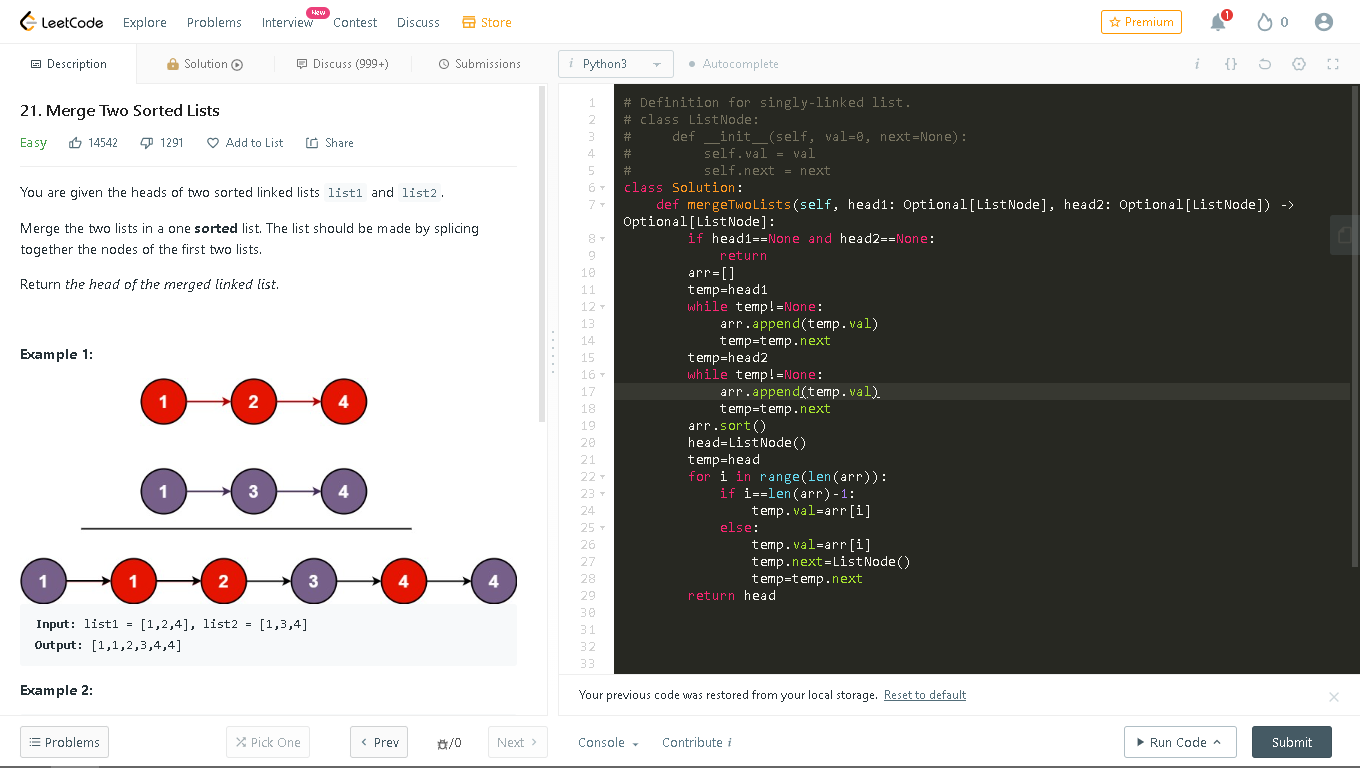 LeetCode Explore Problems Interview New Contest Discuss Store Premium 1 0
Description Solution Discuss (999+) Submissions i Python3 Autocomplete i {}
21. Merge Two Sorted Lists
Easy 14542 1291 Add to List Share
You are given the heads of two sorted linked lists list1 and list2.
Merge the two lists in a one sorted list. The list should be made by splicing
together the nodes of the first two lists.
Return the head of the merged linked list.
Example 1:
1 2 4
1 3 4
1 1 2 3 4 4
Input: list1 = [1,2,4], list2 = [1,3,4]
Output: [1,1,2,3,4,4]
Example 2:
1 # Definition for singly-linked list.
2 # class ListNode:
3 #     def __init__(self, val=0, next=None):
4 #         self.val = val
5 #         self.next = next
6 class Solution:
7     def mergeTwoLists(self, head1: Optional[ListNode], head2: Optional[ListNode]) ->
Optional[ListNode]:
8         if head1==None and head2==None:
9             return
10         arr=[]
11         temp=head1
12         while temp!=None:
13             arr.append(temp.val)
14             temp=temp.next
15         temp=head2
16         while temp!=None:
17             arr.append(temp.val)
18             temp=temp.next
19         arr.sort()
20         head=ListNode()
21         temp=head
22         for i in range(len(arr)):
23             if i==len(arr)-1:
24                 temp.val=arr[i]
25             else:
26                 temp.val=arr[i]
27                 temp.next=ListNode()
28                 temp=temp.next
29         return head
30
31
32
33
Your previous code was restored from your local storage. Reset to default
Problems Pick One Prev /0 Next Console Contribute i Run Code Submit